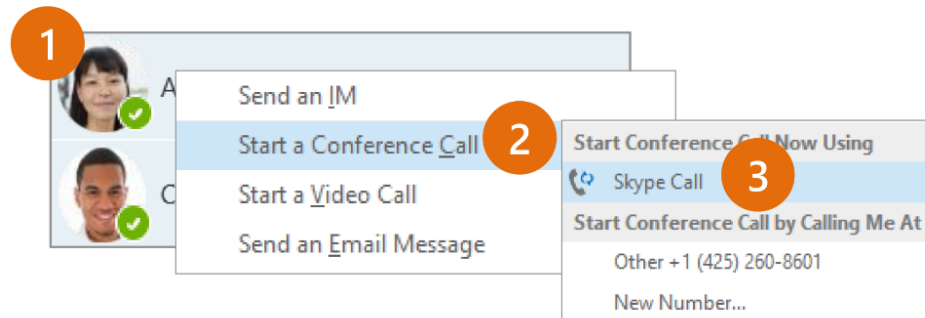 1
A
Send an IM
Start a Conference Call
2
Start a Video Call
Send an Email Message
C
Start Conference Call Now Using
Skype Call
3
Start Conference Call by Calling Me At
Other +1 (425) 260-8601
New Number...